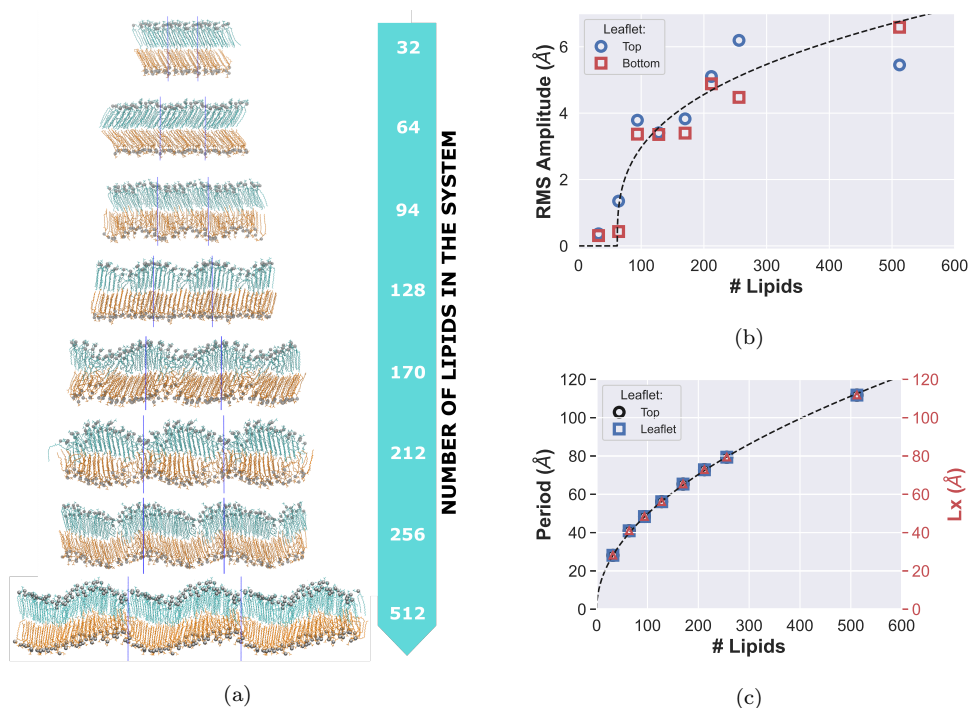 32
64
94
128
170
212
256
512
NUMBER OF LIPIDS IN THE SYSTEM
(a)
Leaflet:
Top
Bottom
RMS Amplitude (Å)
6
4
2
0
0 100 200 300 400 500 600
# Lipids
(b)
Leaflet:
Top
Leaflet
Period (Å)
120
100
80
60
40
20
0
120
100
80
60
40
20
0
Lx (Å)
0 100 200 300 400 500 600
# Lipids
(c)